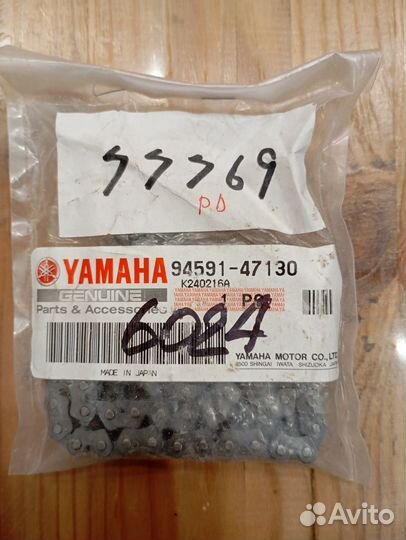 77769
PD
YAMAHA 94591-47130
K240216A
GENUINE
Parts & Accessories
6024
YAMAHA MOTOR CO., LTD.
2500 SHINGAI IWATA SHIZUOKA JAPAN
MADE IN JAPAN
Avito